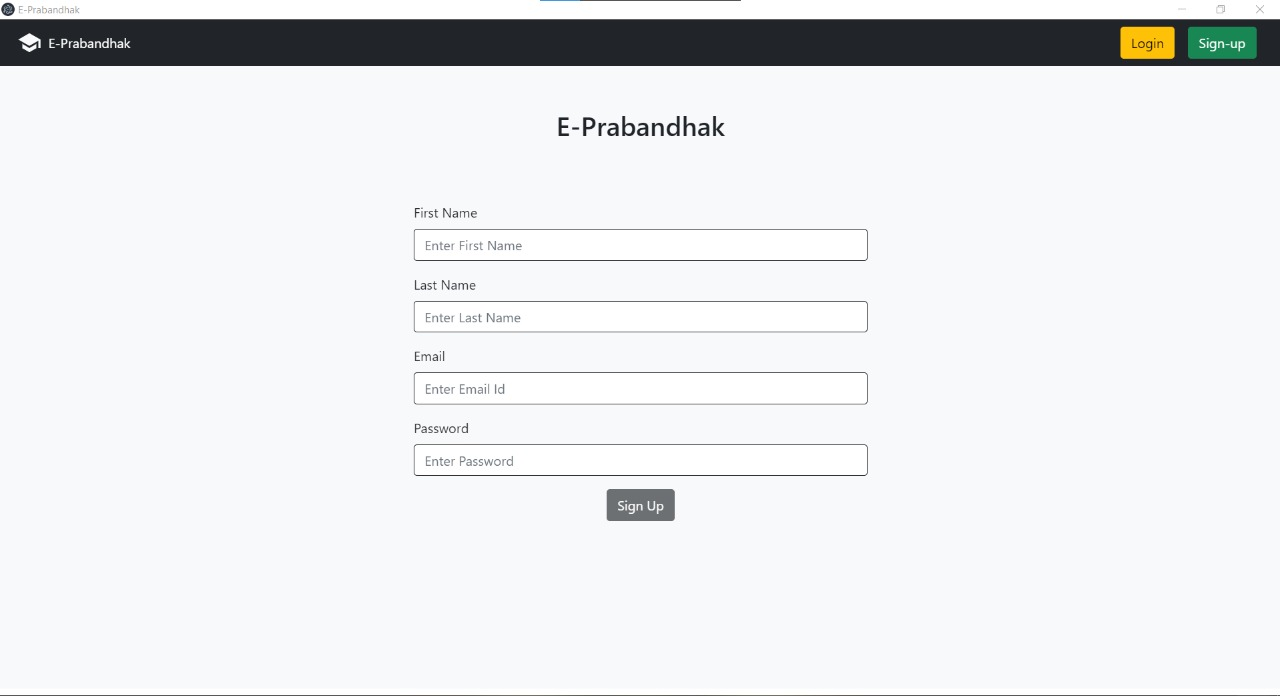 E-Prabandhak
E-Prabandhak
Login
Sign-up
E-Prabandhak
First Name
Enter First Name
Last Name
Enter Last Name
Email
Enter Email Id
Password
Enter Password
Sign Up